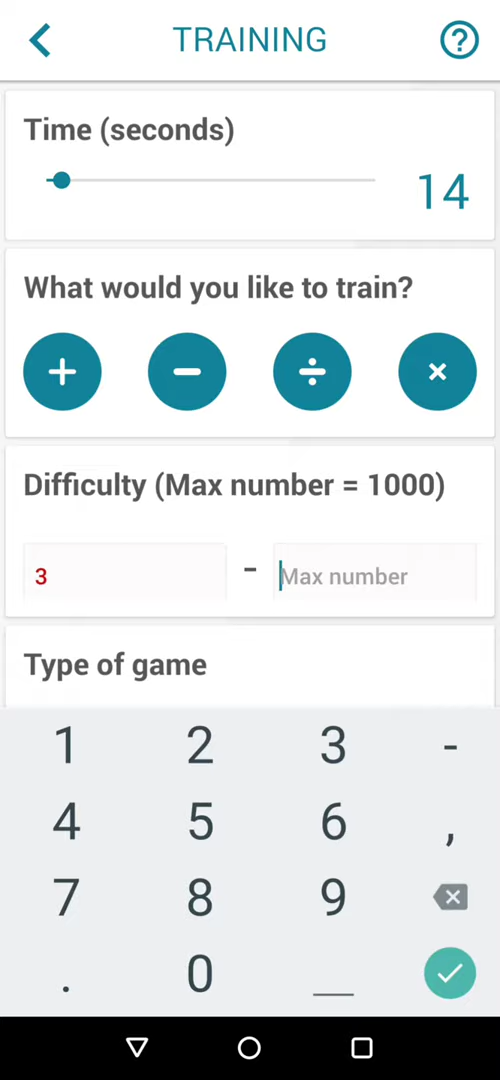 TRAINING
Time (seconds)
14
What would you like to train?
+ − ÷ ×
Difficulty (Max number = 1000)
3 - Max number
Type of game
1 2 3 -
4 5 6 ,
7 8 9
. 0 _